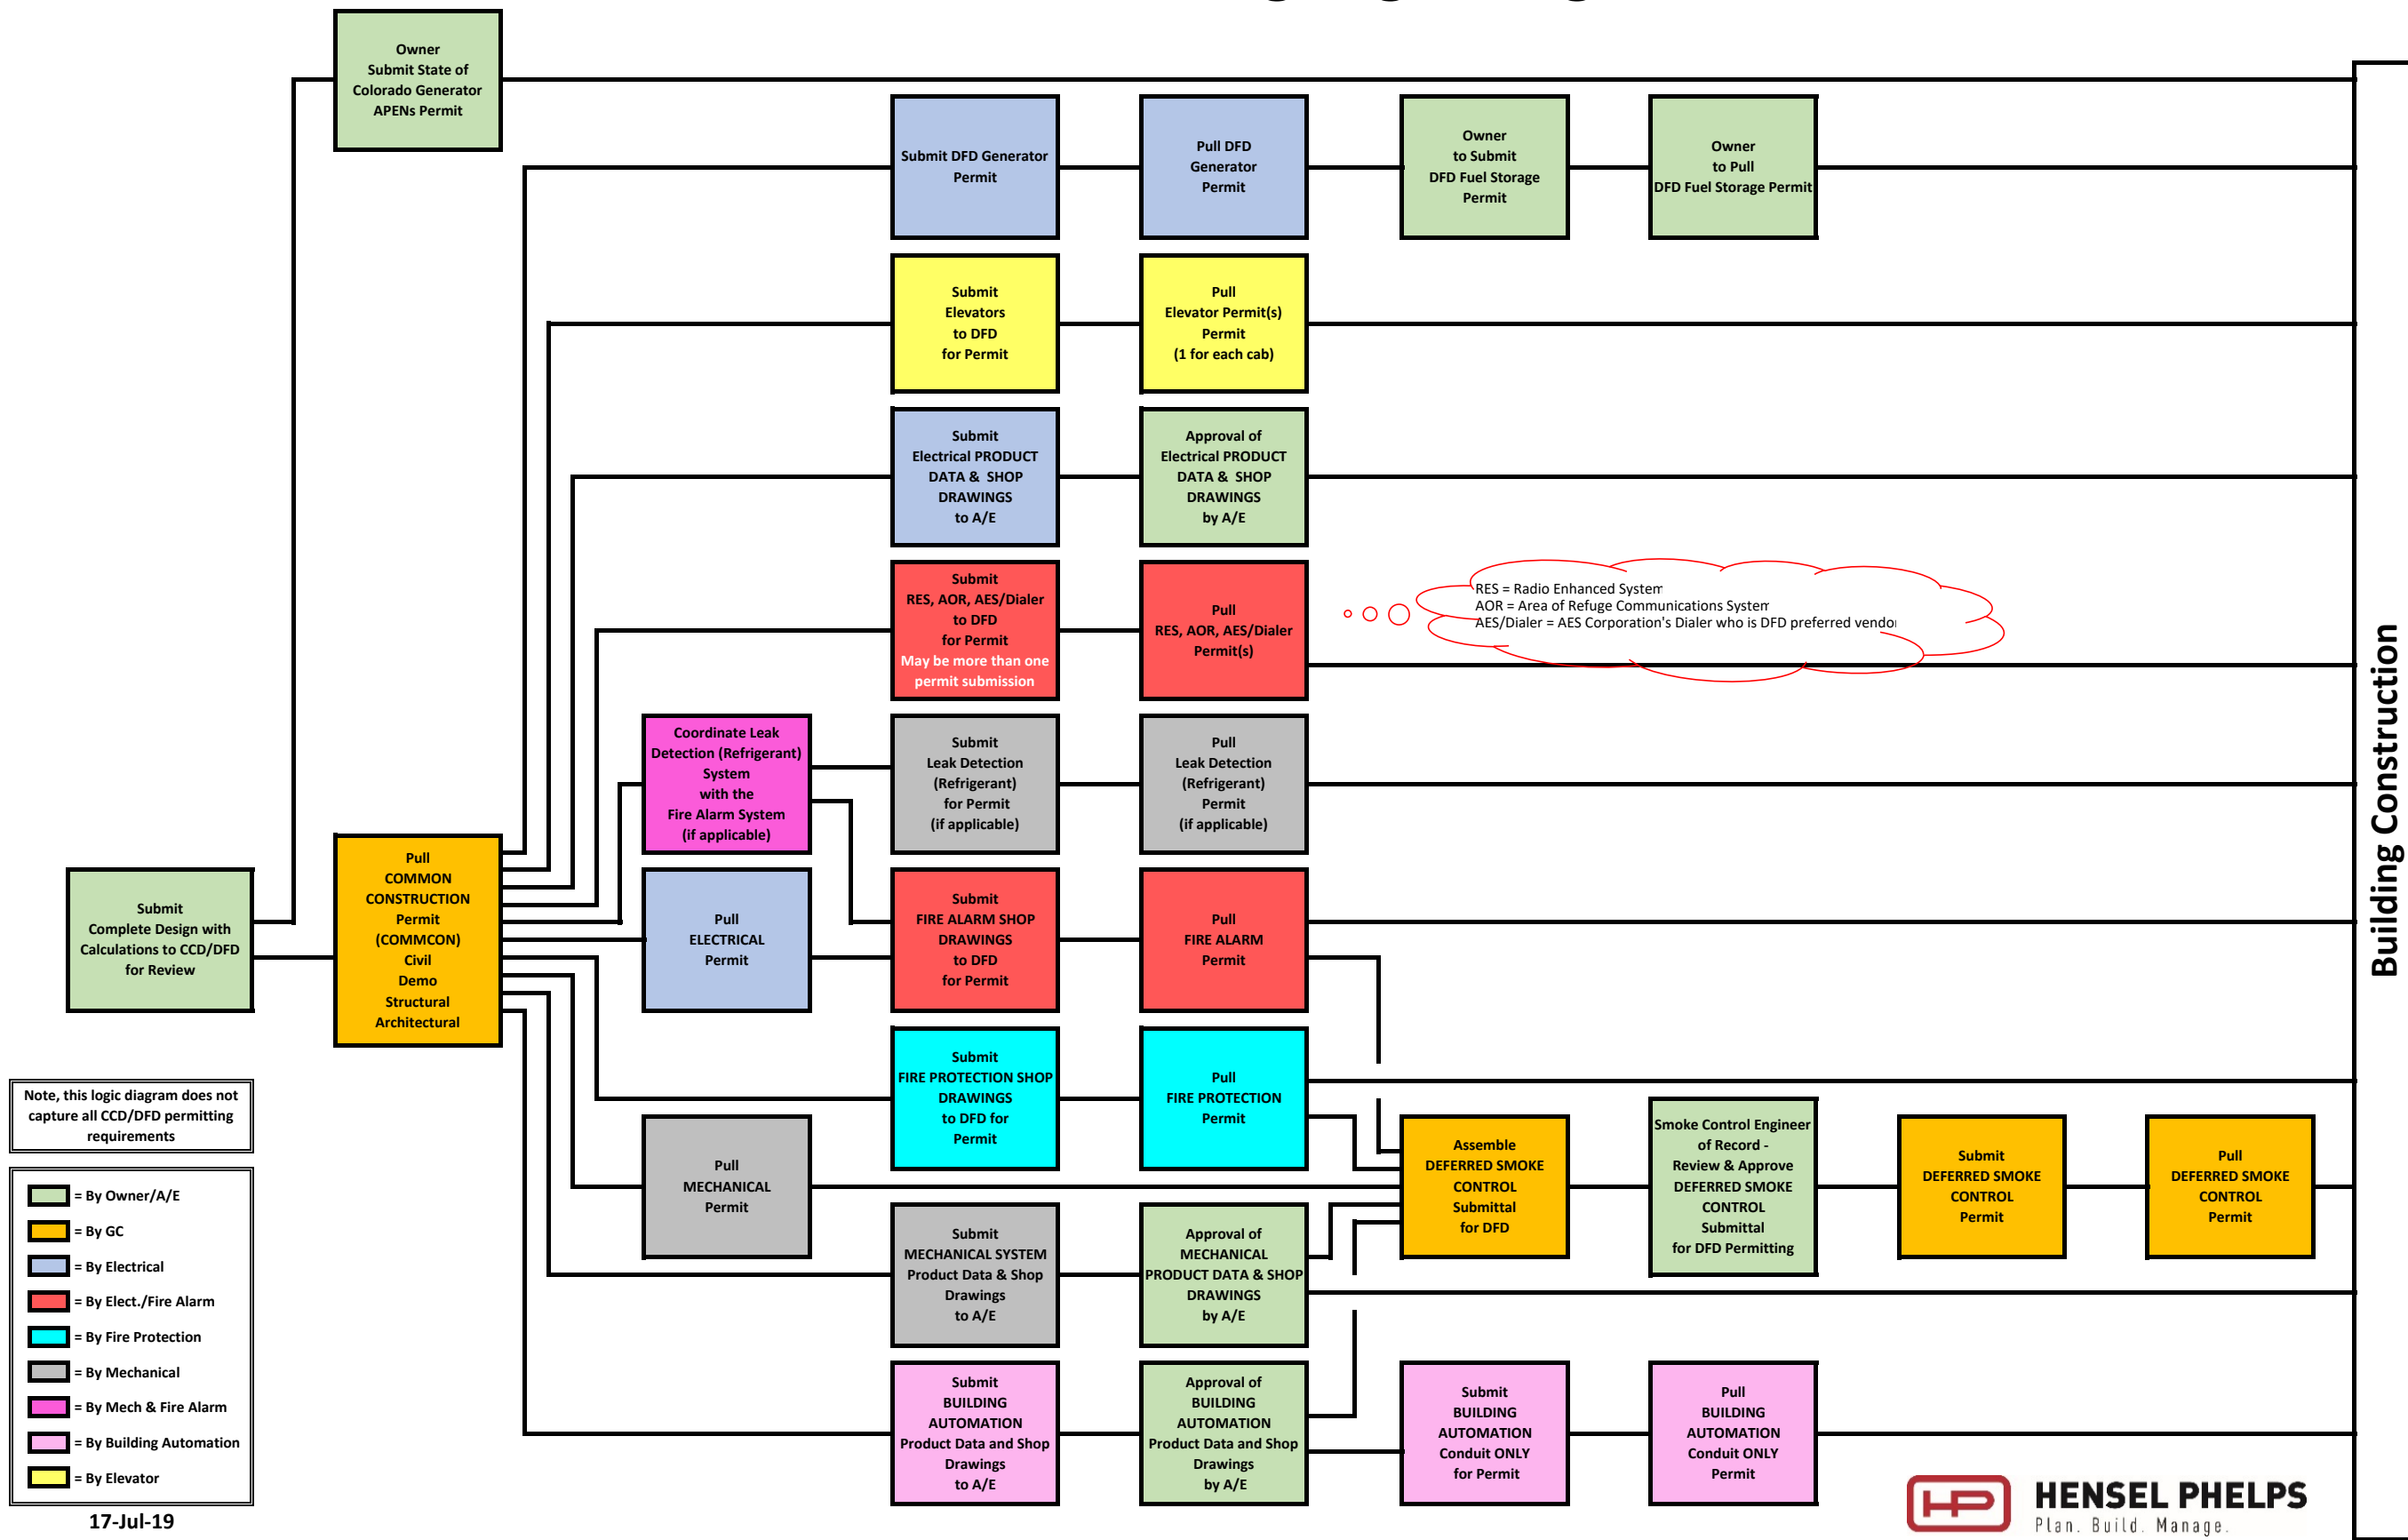 Owner
Submit State of
Colorado Generator
APENs Permit
Submit DFD Generator
Permit
Pull DFD
Generator
Permit
Owner
to Submit
DFD Fuel Storage
Permit
Owner
to Pull
DFD Fuel Storage Permit
Submit
Elevators
to DFD
for Permit
Pull
Elevator Permit(s)
Permit
(1 for each cab)
Submit
Electrical PRODUCT
DATA & SHOP
DRAWINGS
to A/E
Approval of
Electrical PRODUCT
DATA & SHOP
DRAWINGS
by A/E
Submit
RES, AOR, AES/Dialer
to DFD
for Permit
May be more than one
permit submission
Pull
RES, AOR, AES/Dialer
Permit(s)
RES = Radio Enhanced System
AOR = Area of Refuge Communications System
AES/Dialer = AES Corporation's Dialer who is DFD preferred vendo
Coordinate Leak
Detection (Refrigerant)
System
with the
Fire Alarm System
(if applicable)
Submit
Leak Detection
(Refrigerant)
for Permit
(if applicable)
Pull
Leak Detection
(Refrigerant)
Permit
(if applicable)
Submit
Complete Design with
Calculations to CCD/DFD
for Review
Pull
COMMON
CONSTRUCTION
Permit
(COMMCON)
Civil
Demo
Structural
Architectural
Pull
ELECTRICAL
Permit
Submit
FIRE ALARM SHOP
DRAWINGS
to DFD
for Permit
Pull
FIRE ALARM
Permit
Submit
FIRE PROTECTION SHOP
DRAWINGS
to DFD for
Permit
Pull
FIRE PROTECTION
Permit
Pull
MECHANICAL
Permit
Assemble
DEFERRED SMOKE
CONTROL
Submittal
for DFD
Smoke Control Engineer
of Record -
Review & Approve
DEFERRED SMOKE
CONTROL
Submittal
for DFD Permitting
Submit
DEFERRED SMOKE
CONTROL
Permit
Pull
DEFERRED SMOKE
CONTROL
Permit
Submit
MECHANICAL SYSTEM
Product Data & Shop
Drawings
to A/E
Approval of
MECHANICAL
PRODUCT DATA & SHOP
DRAWINGS
by A/E
Submit
BUILDING
AUTOMATION
Product Data and Shop
Drawings
to A/E
Approval of
BUILDING
AUTOMATION
Product Data and Shop
Drawings
by A/E
Submit
BUILDING
AUTOMATION
Conduit ONLY
for Permit
Pull
BUILDING
AUTOMATION
Conduit ONLY
Permit
Building Construction
Note, this logic diagram does not
capture all CCD/DFD permitting
requirements
= By Owner/A/E
= By GC
= By Electrical
= By Elect./Fire Alarm
= By Fire Protection
= By Mechanical
= By Mech & Fire Alarm
= By Building Automation
= By Elevator
17-Jul-19
HP
HENSEL PHELPS
Plan. Build. Manage.